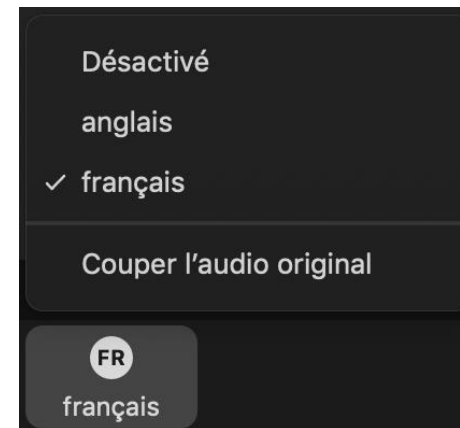 Désactivé
anglais
✓ français
Couper l’audio original
FR
français